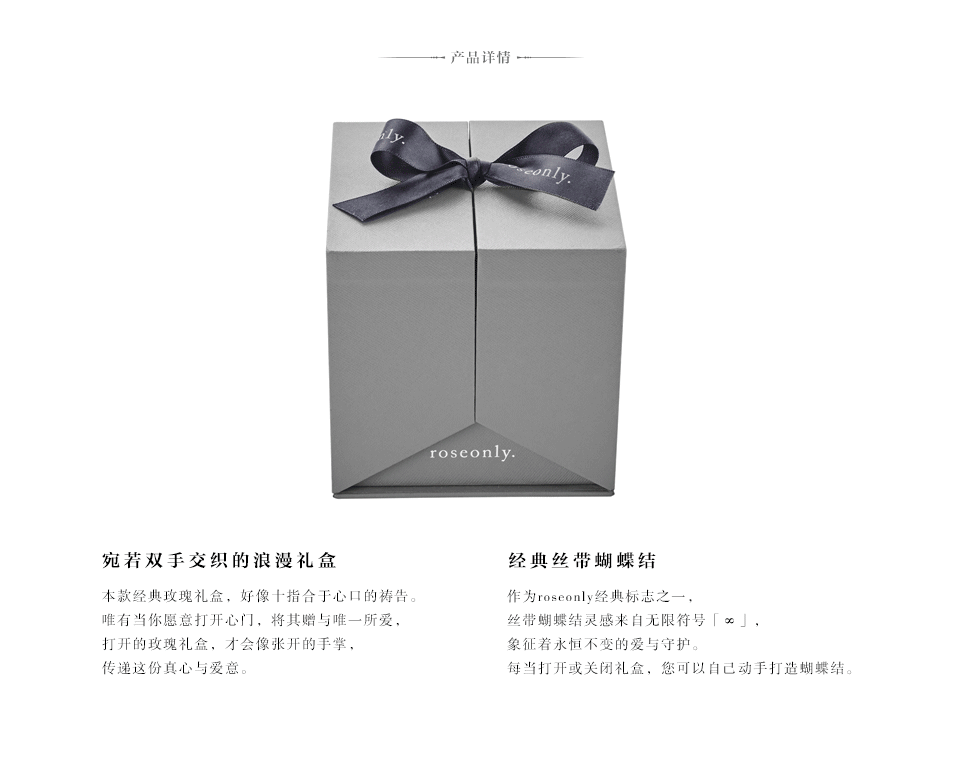 产品详情
ily.
roseonly.
roseonly.
宛若双手交织的浪漫礼盒
本款经典玫瑰礼盒，好像十指合于心口的祷告。
唯有当你愿意打开心门，将其赠与唯一所爱，
打开的玫瑰礼盒，才会像张开的手掌，
传递这份真心与爱意。
经典丝带蝴蝶结
作为roseonly经典标志之一，
丝带蝴蝶结灵感来自无限符号「 ∞ 」，
象征着永恒不变的爱与守护。
每当打开或关闭礼盒，您可以自己动手打造蝴蝶结。